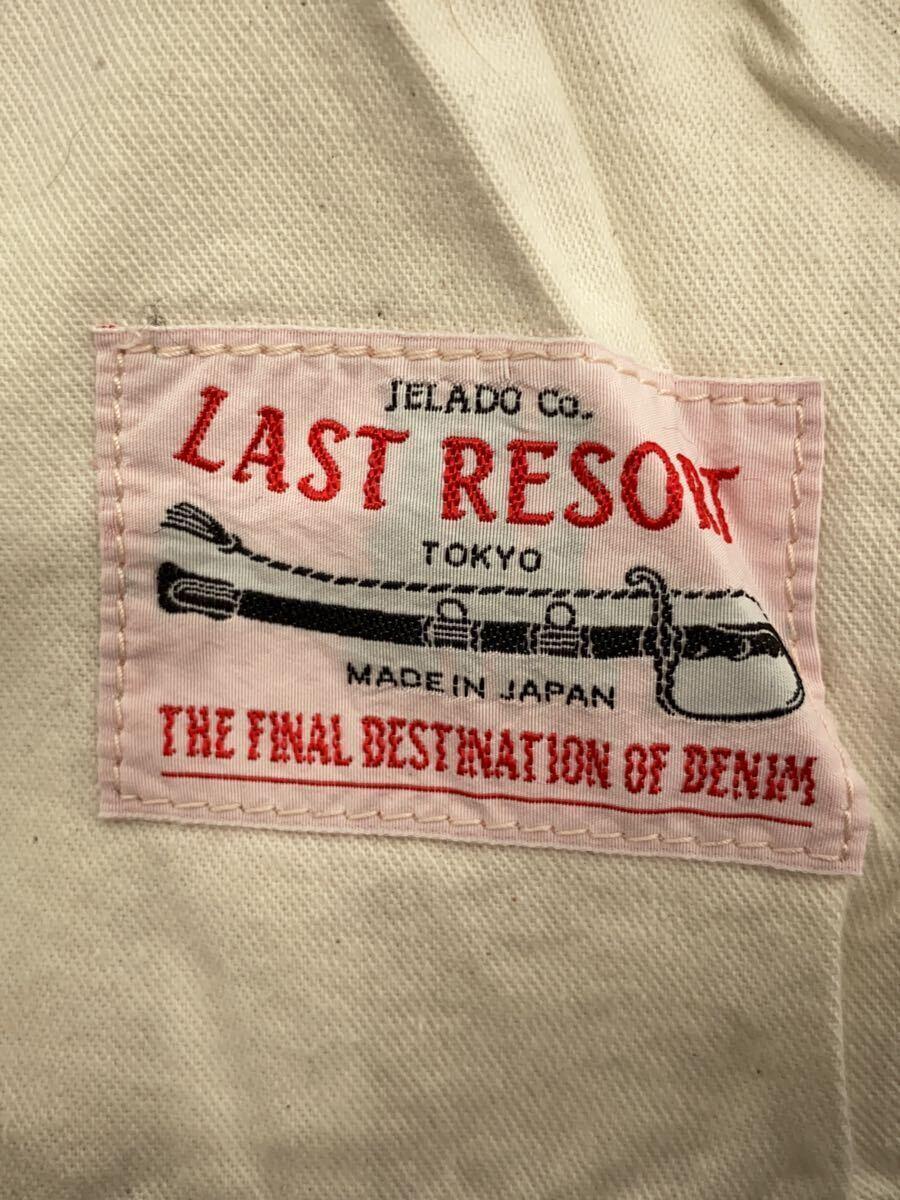 JELADO Co.
LAST RESORT
TOKYO
MADE IN JAPAN
THE FINAL DESTINATION OF DENIM